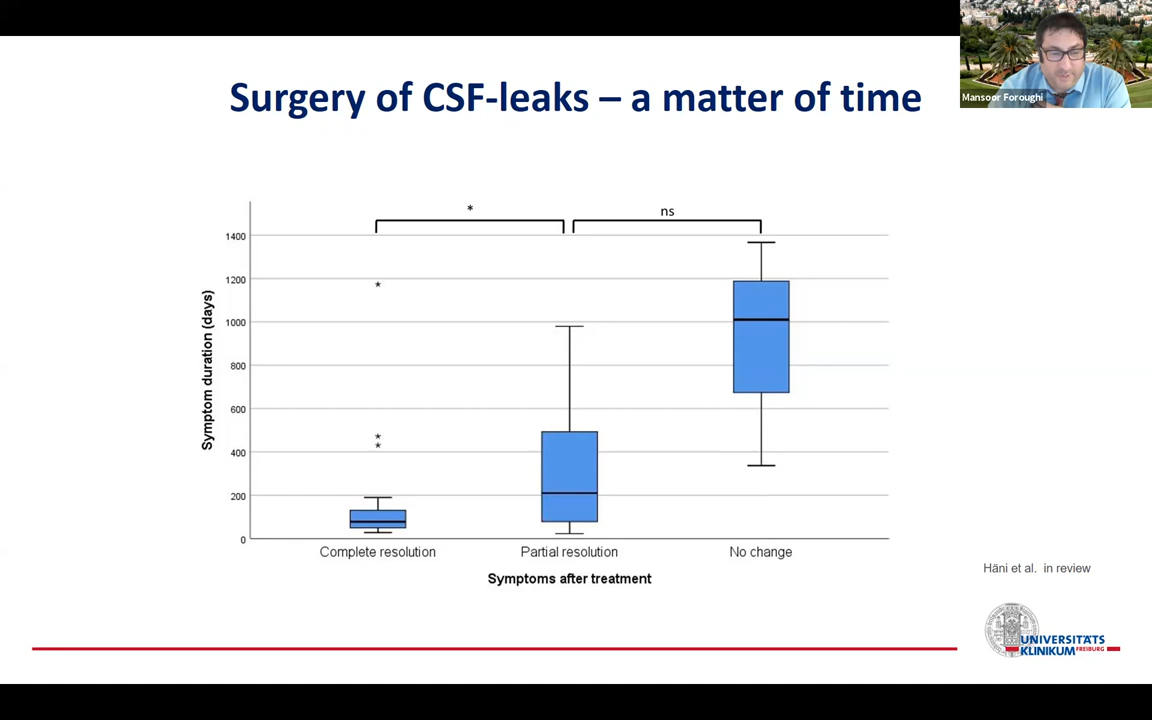 Surgery of CSF-leaks – a matter of time
Mansoor Foroughi
*
ns
1400
1200
1000
800
600
400
200
0
Symptom duration (days)
*
*
*
Complete resolution
Partial resolution
No change
Symptoms after treatment
Häni et al. in review
UNIVERSITÄTS
KLINIKUM FREIBURG